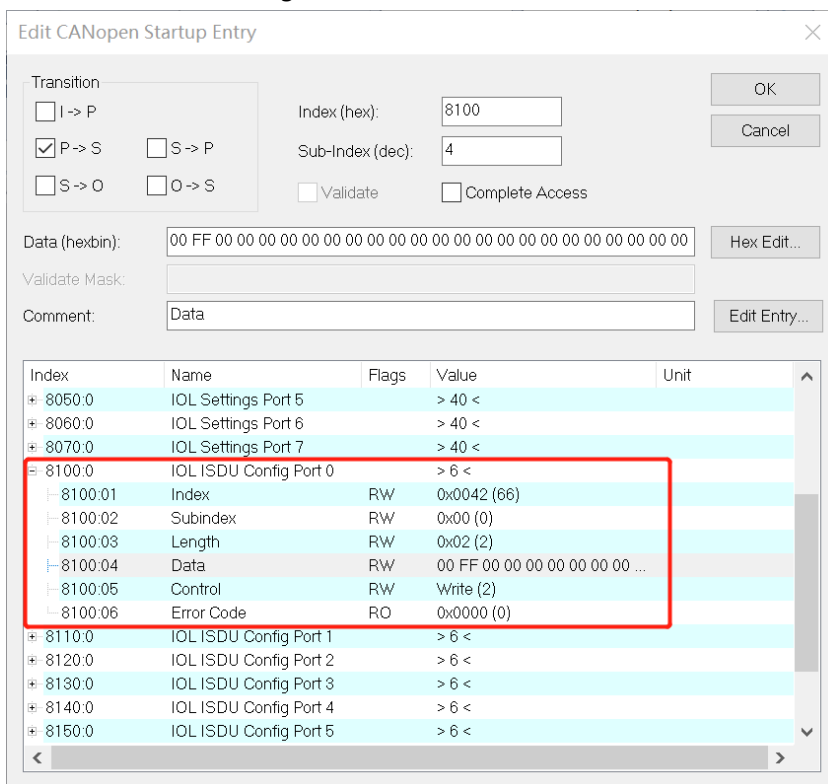 Edit CANopen Startup Entry
Transition
I -> P
P -> S
S -> P
S -> O
O -> S
Index (hex):
8100
Sub-Index (dec):
4
Validate
Complete Access
OK
Cancel
Data (hexbin):
00 FF 00 00 00 00 00 00 00 00 00 00 00 00 00 00 00 00 00 00 00 00 00 00
Hex Edit...
Validate Mask:
Comment:
Data
Edit Entry...
Index Name Flags Value Unit
8050:0 IOL Settings Port 5 > 40 <
8060:0 IOL Settings Port 6 > 40 <
8070:0 IOL Settings Port 7 > 40 <
8100:0 IOL ISDU Config Port 0 > 6 <
8100:01 Index RW 0x0042 (66)
8100:02 Subindex RW 0x00 (0)
8100:03 Length RW 0x02 (2)
8100:04 Data RW 00 FF 00 00 00 00 00 00 00 ...
8100:05 Control RW Write (2)
8100:06 Error Code RO 0x0000 (0)
8110:0 IOL ISDU Config Port 1 > 6 <
8120:0 IOL ISDU Config Port 2 > 6 <
8130:0 IOL ISDU Config Port 3 > 6 <
8140:0 IOL ISDU Config Port 4 > 6 <
8150:0 IOL ISDU Config Port 5 > 6 <